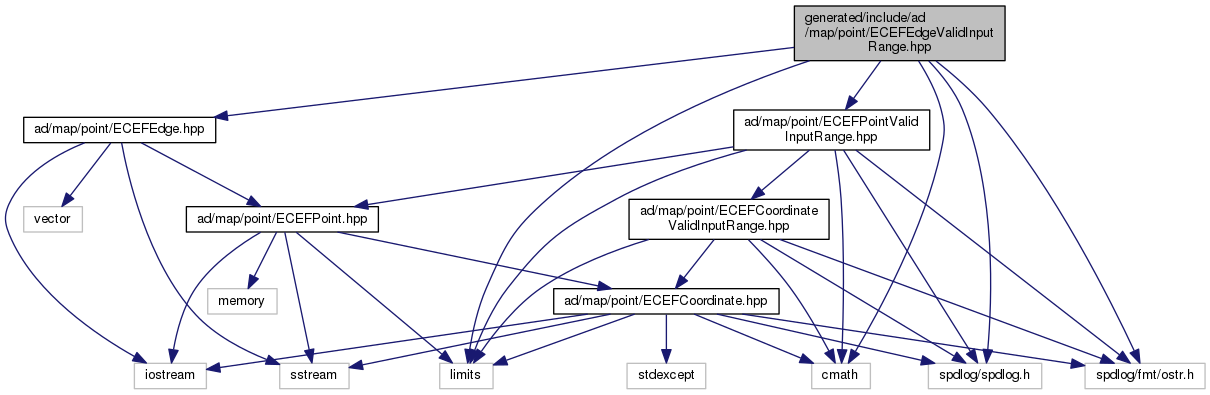 generated/include/ad
/map/point/ECEFEdgeValidInput
Range.hpp
ad/map/point/ECEFEdge.hpp
ad/map/point/ECEFPointValid
InputRange.hpp
vector
ad/map/point/ECEFPoint.hpp
ad/map/point/ECEFCoordinate
ValidInputRange.hpp
memory
ad/map/point/ECEFCoordinate.hpp
iostream
sstream
limits
stdexcept
cmath
spdlog/spdlog.h
spdlog/fmt/ostr.h